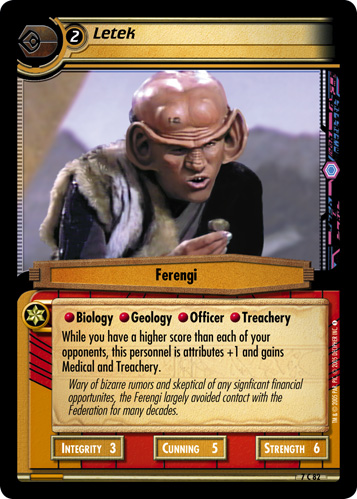 2
Letek
Ferengi
Biology Geology Officer Treachery
While you have a higher score than each of your
opponents, this personnel is attributes +1 and gains
Medical and Treachery.
Wary of bizarre rumors and skeptical of any signficant financial
opportunites, the Ferengi largely avoided contact with the
Federation for many decades.
INTEGRITY 3 CUNNING 5 STRENGTH 6
7 C 82